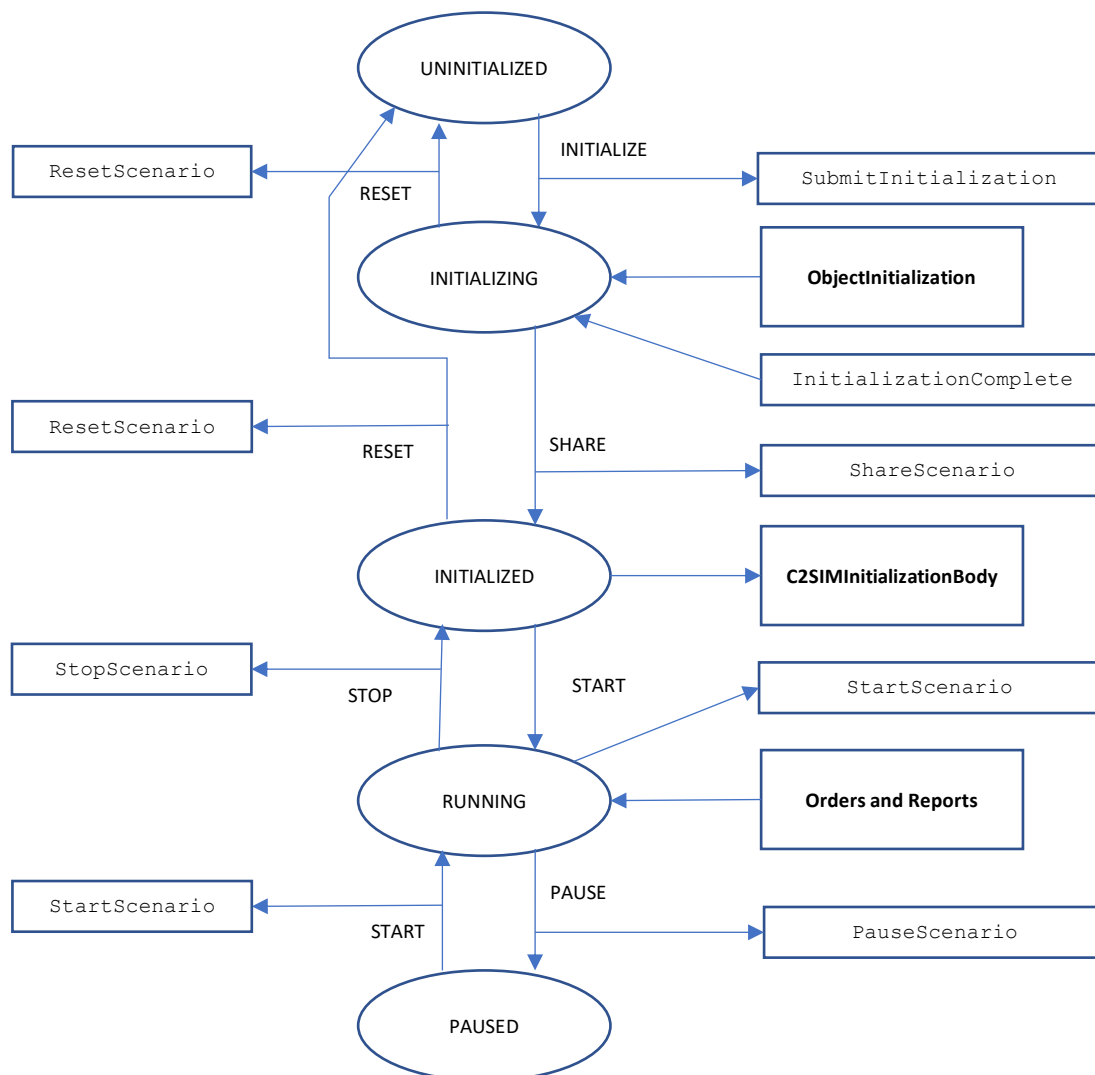 UNINITIALIZED
INITIALIZE
ResetScenario
SubmitInitialization
RESET
INITIALIZING
ObjectInitialization
InitializationComplete
ResetScenario
RESET
SHARE
ShareScenario
INITIALIZED
C2SIMInitializationBody
StopScenario
STOP
START
StartScenario
RUNNING
Orders and Reports
StartScenario
START
PAUSE
PauseScenario
PAUSED